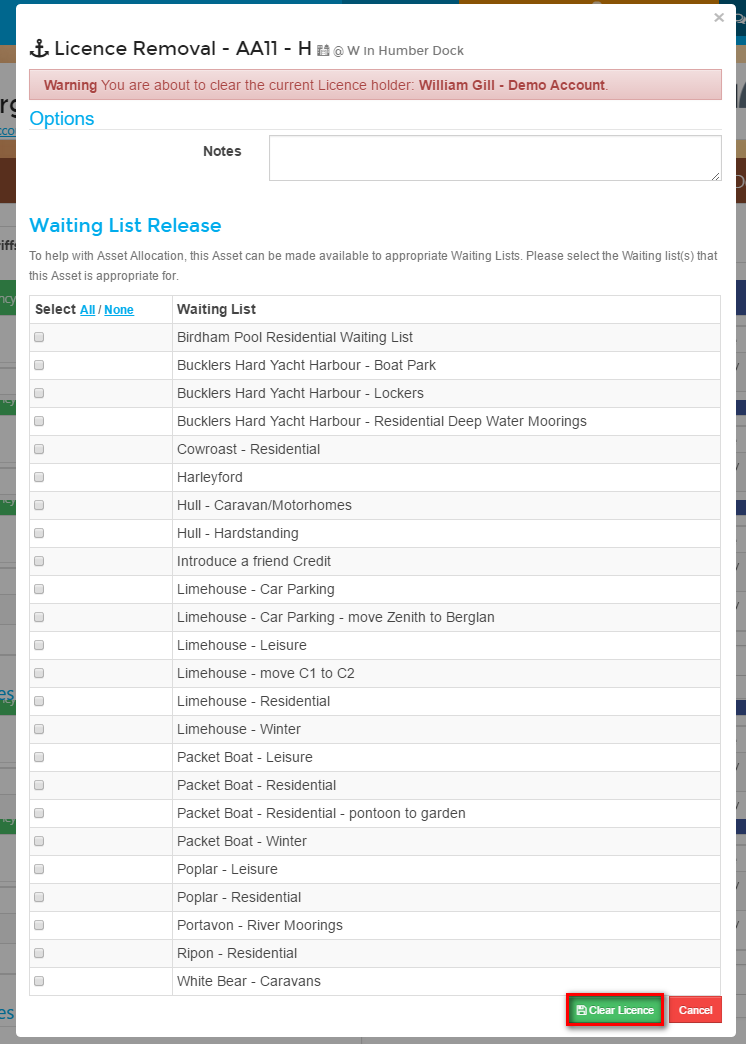 ×
Licence Removal - AA11 - H @ W in Humber Dock
Warning You are about to clear the current Licence holder: William Gill - Demo Account.
Options
Notes
Waiting List Release
To help with Asset Allocation, this Asset can be made available to appropriate Waiting Lists. Please select the Waiting list(s) that
this Asset is appropriate for.
Select All / None Waiting List
Birdham Pool Residential Waiting List
Bucklers Hard Yacht Harbour - Boat Park
Bucklers Hard Yacht Harbour - Lockers
Bucklers Hard Yacht Harbour - Residential Deep Water Moorings
Cowroast - Residential
Harleyford
Hull - Caravan/Motorhomes
Hull - Hardstanding
Introduce a friend Credit
Limehouse - Car Parking
Limehouse - Car Parking - move Zenith to Berglan
Limehouse - Leisure
Limehouse - move C1 to C2
Limehouse - Residential
Limehouse - Winter
Packet Boat - Leisure
Packet Boat - Residential
Packet Boat - Residential - pontoon to garden
Packet Boat - Winter
Poplar - Leisure
Poplar - Residential
Portavon - River Moorings
Ripon - Residential
White Bear - Caravans
Clear Licence Cancel